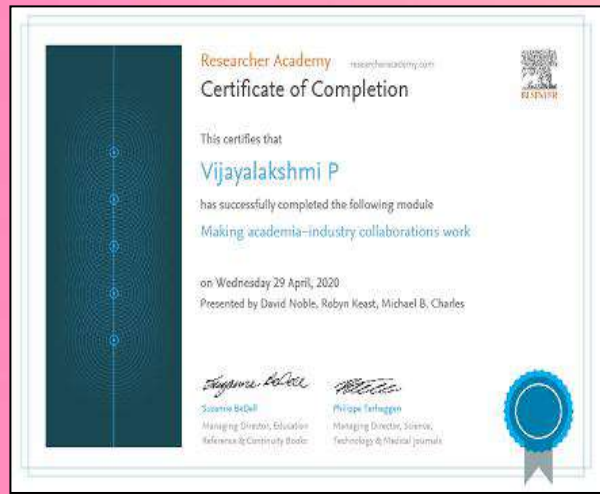 Researcher Academy researcheracademy.com
Certificate of Completion
ELSEVIER
This certifies that
Vijayalakshmi P
has successfully completed the following module
Making academia-industry collaborations work
on Wednesday 29 April, 2020
Presented by David Noble, Robyn Keast, Michael B. Charles
Suzanne BeDell
Suzanne BeDell
Managing Director, Education
Reference & Continuity Books
Philippe Terheggen
Managing Director, Science,
Technology & Medical Journals